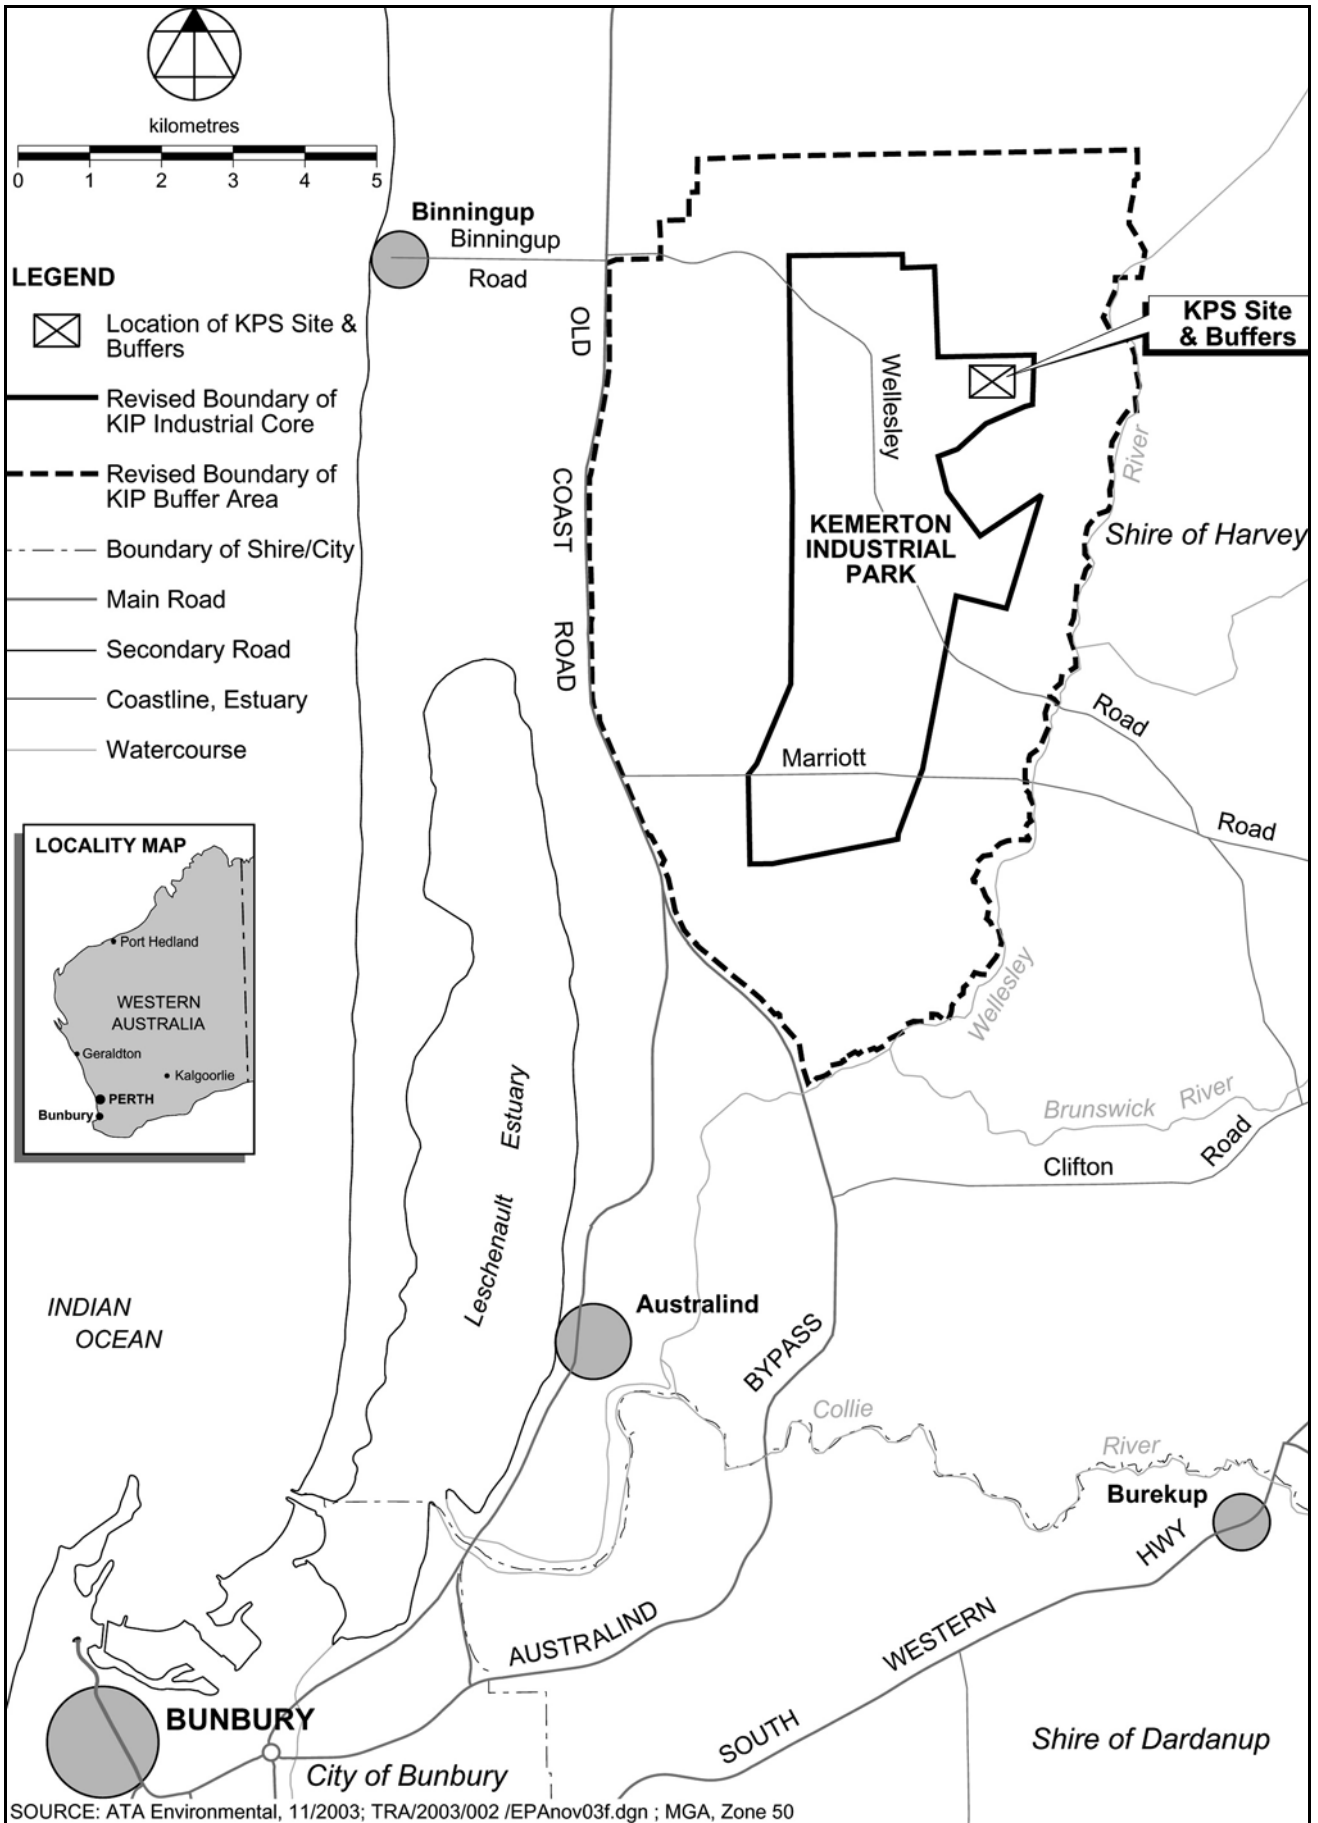 kilometres
0 1 2 3 4 5
Binningup
Binningup
Road
LEGEND
Location of KPS Site &
Buffers
Revised Boundary of
KIP Industrial Core
Revised Boundary of
KIP Buffer Area
Boundary of Shire/City
Main Road
Secondary Road
Coastline, Estuary
Watercourse
OLD
COAST
ROAD
KPS Site
& Buffers
Wellesley
River
KEMERTON
INDUSTRIAL
PARK
Shire of Harvey
Road
Marriott
Road
LOCALITY MAP
Port Hedland
WESTERN
AUSTRALIA
Geraldton
Kalgoorlie
PERTH
Bunbury
Wellesley
Estuary
Leschenault
Brunswick
River
Clifton
Road
INDIAN
OCEAN
Australind
BYPASS
Collie
River
Burekup
HWY
AUSTRALIND
WESTERN
SOUTH
BUNBURY
City of Bunbury
Shire of Dardanup
SOURCE: ATA Environmental, 11/2003; TRA/2003/002 /EPAnov03f.dgn ; MGA, Zone 50